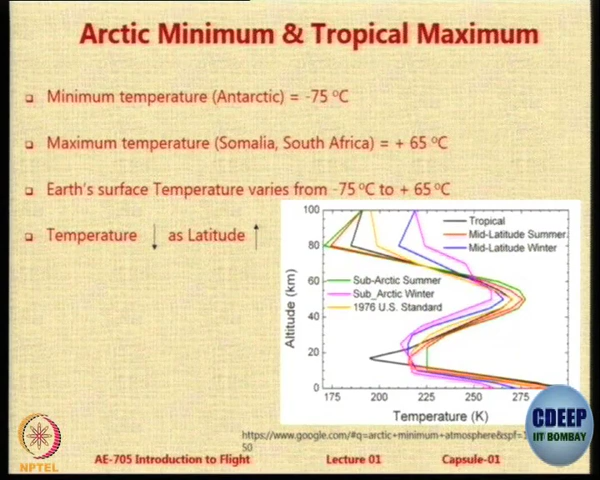 Arctic Minimum & Tropical Maximum
Minimum temperature (Antarctic) = -75 ºC
Maximum temperature (Somalia, South Africa) = + 65 ºC
Earth's surface Temperature varies from -75 ºC to + 65 ºC
Temperature ↓ as Latitude ↑
100
80
60
40
20
0
Altitude (km)
Tropical
Mid-Latitude Summer
Mid-Latitude Winter
Sub-Arctic Summer
Sub_Arctic Winter
1976 U.S. Standard
175 200 225 250 275
Temperature (K)
https://www.google.com/#q=arctic+minimum+atmosphere&spf=1
50
CDEEP
IIT BOMBAY
NPTEL
AE-705 Introduction to Flight Lecture 01 Capsule-01